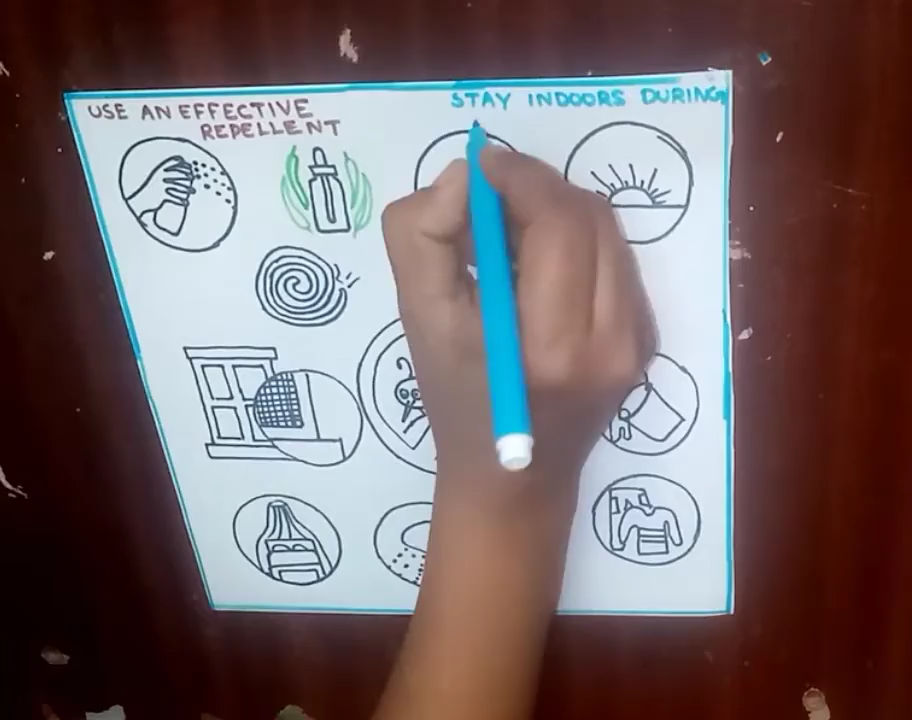 USE AN EFFECTIVE
REPELLENT
STAY INDOORS DURING